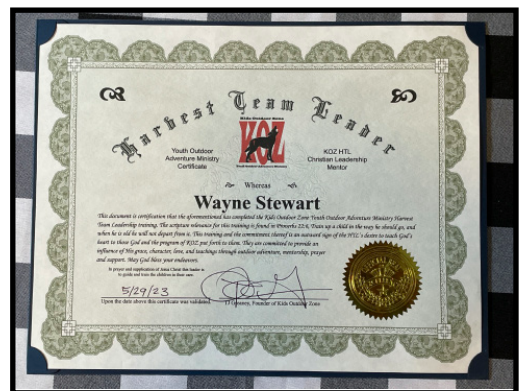 Harvest Team Leader
Kids Outdoor Zone
KOZ
Youth Outdoor
Adventure Ministry
Certificate
KOZ HTL
Christian Leadership
Mentor
Whereas
Wayne Stewart
This document is certification that the aforementioned has completed the Kids Outdoor Zone Youth Outdoor Adventure Ministry Harvest
Team Leadership training. The scripture relevance for this training is found in Proverbs 22:6, Train up a child in the way he should go, and
when he is old he will not depart from it. This training and the commitment thereof is an outward sign of the HTL's desire to teach God's
heart to those God and the program of KOZ put forth to them. They are committed to provide an
influence of His grace, character, love, and teachings through outdoor adventure, mentorship, prayer
and support. May God bless your endeavors.
In prayer and supplication of Jesus Christ this leader is
to guide and train the children in their care.
5/29/23
Upon the date above this certificate was validated.
TJ Greaney, Founder of Kids Outdoor Zone